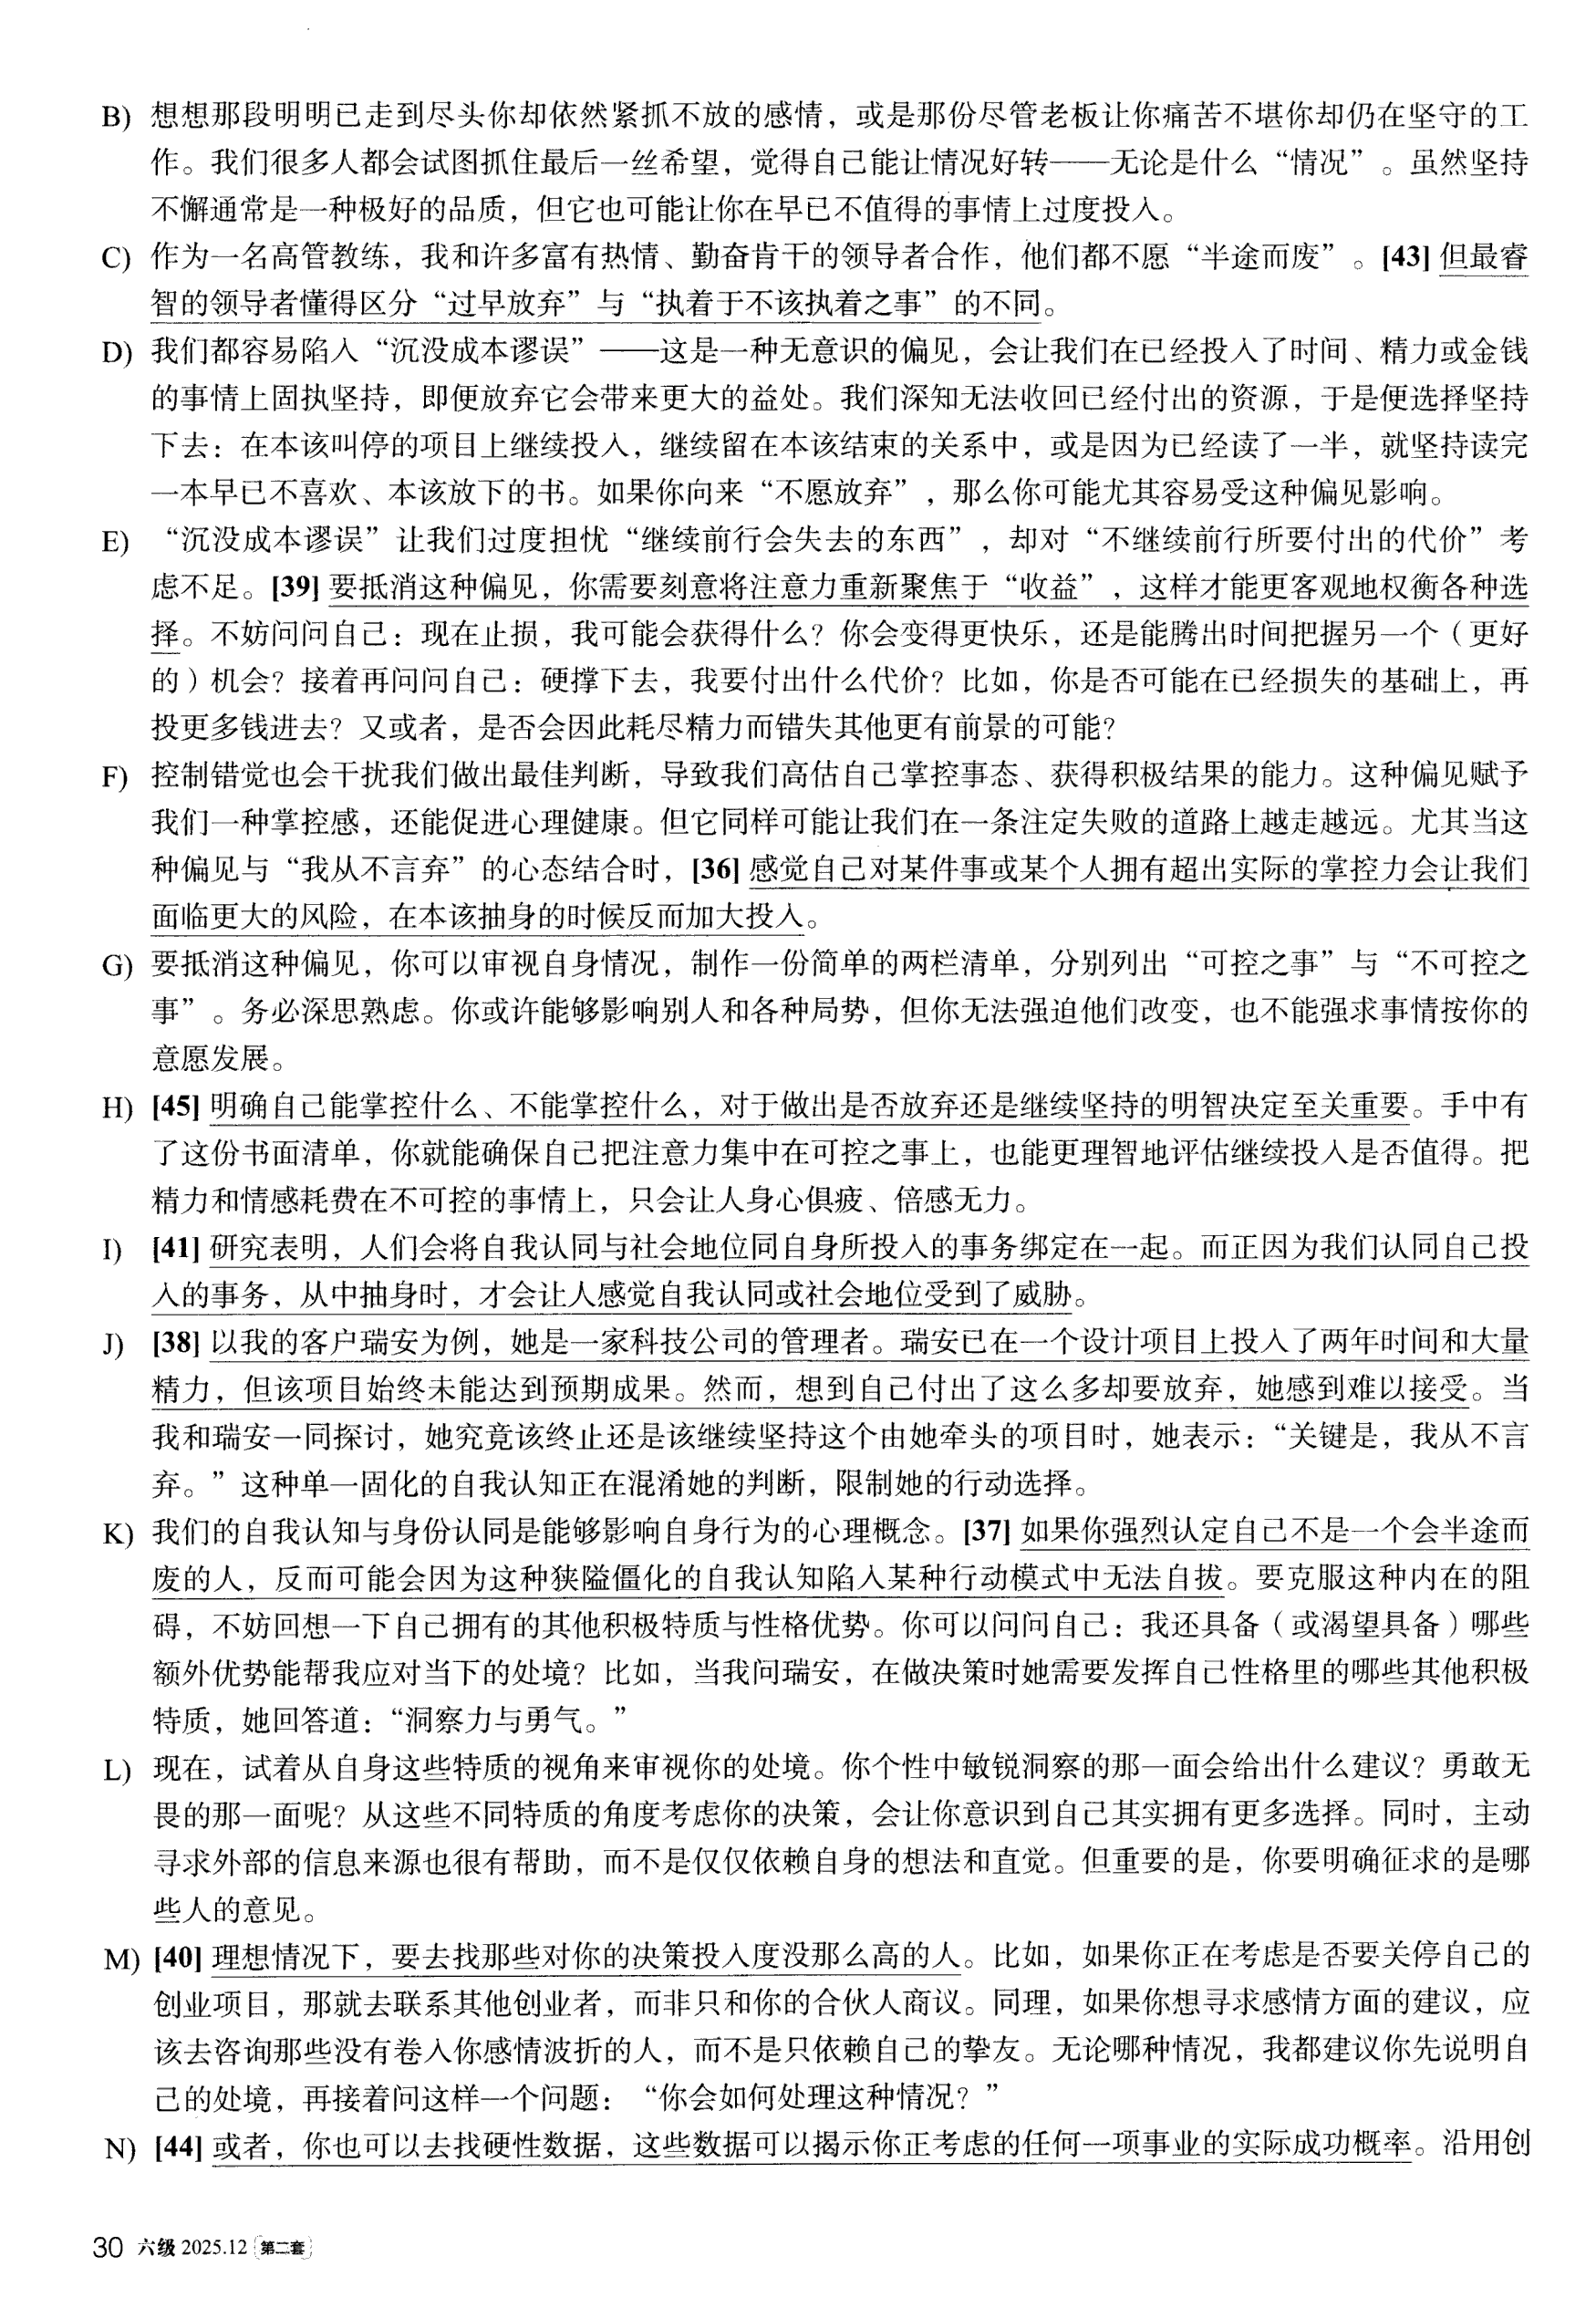 B) 想想那段明明已走到尽头你却依然紧抓不放的感情，或是那份尽管老板让你痛苦不堪你却仍在坚守的工
作。我们很多人都会试图抓住最后一丝希望，觉得自己能让情况好转——无论是什么“情况”。虽然坚持
不懈通常是一种极好的品质，但它也可能让你在早已不值得的事情上过度投入。
C) 作为一名高管教练，我和许多富有热情、勤奋肯干的领导者合作，他们都不愿“半途而废”。[43] 但最睿
智的领导者懂得区分“过早放弃”与“执着于不该执着之事”的不同。
D) 我们都容易陷入“沉没成本谬误”——这是一种无意识的偏见，会让我们在已经投入了时间、精力或金钱
的事情上固执坚持，即便放弃它会带来更大的益处。我们深知无法收回已经付出的资源，于是便选择坚持
下去：在本该叫停的项目上继续投入，继续留在本该结束的关系中，或是因为已经读了一半，就坚持读完
一本早已不喜欢、本该放下的书。如果你向来“不愿放弃”，那么你可能尤其容易受这种偏见影响。
E) “沉没成本谬误”让我们过度担忧“继续前行会失去的东西”，却对“不继续前行所要付出的代价”考
虑不足。[39] 要抵消这种偏见，你需要刻意将注意力重新聚焦于“收益”，这样才能更客观地权衡各种选
择。不妨问问自己：现在止损，我可能会获得什么？你会变得更快乐，还是能腾出时间把握另一个（更好
的）机会？接着再问问自己：硬撑下去，我要付出什么代价？比如，你是否可能在已经损失的基础上，再
投更多钱进去？又或者，是否会因此耗尽精力而错失其他更有前景的可能？
F) 控制错觉也会干扰我们做出最佳判断，导致我们高估自己掌控事态、获得积极结果的能力。这种偏见赋予
我们一种掌控感，还能促进心理健康。但它同样可能让我们在一条注定失败的道路上越走越远。尤其当这
种偏见与“我从不言弃”的心态结合时，[36] 感觉自己对某件事或某个人拥有超出实际的掌控力会让我们
面临更大的风险，在本该抽身的时候反而加大投入。
G) 要抵消这种偏见，你可以审视自身情况，制作一份简单的两栏清单，分别列出“可控之事”与“不可控之
事”。务必深思熟虑。你或许能够影响别人和各种局势，但你无法强迫他们改变，也不能强求事情按你的
意愿发展。
H) [45] 明确自己能掌控什么、不能掌控什么，对于做出是否放弃还是继续坚持的明智决定至关重要。手中有
了这份书面清单，你就能确保自己把注意力集中在可控之事上，也能更理智地评估继续投入是否值得。把
精力和情感耗费在不可控的事情上，只会让人身心俱疲、倍感无力。
I) [41] 研究表明，人们会将自我认同与社会地位同自身所投入的事务绑定在一起。而正因为我们认同自己投
入的事务，从中抽身时，才会让人感觉自我认同或社会地位受到了威胁。
J) [38] 以我的客户瑞安为例，她是一家科技公司的管理者。瑞安已在一个设计项目上投入了两年时间和大量
精力，但该项目始终未能达到预期成果。然而，想到自己付出了这么多却要放弃，她感到难以接受。当
我和瑞安一同探讨，她究竟该终止还是该继续坚持这个由她牵头的项目时，她表示：“关键是，我从不言
弃。”这种单一固化的自我认知正在混淆她的判断，限制她的行动选择。
K) 我们的自我认知与身份认同是能够影响自身行为的心理概念。[37] 如果你强烈认定自己不是一个会半途而
废的人，反而可能会因为这种狭隘僵化的自我认知陷入某种行动模式中无法自拔。要克服这种内在的阻
碍，不妨回想一下自己拥有的其他积极特质与性格优势。你可以问问自己：我还具备（或渴望具备）哪些
额外优势能帮我应对当下的处境？比如，当我问瑞安，在做决策时她需要发挥自己性格里的哪些其他积极
特质，她回答道：“洞察力与勇气。”
L) 现在，试着从自身这些特质的视角来审视你的处境。你个性中敏锐洞察的那一面会给出什么建议？勇敢无
畏的那一面呢？从这些不同特质的角度考虑你的决策，会让你意识到自己其实拥有更多选择。同时，主动
寻求外部的信息来源也很有帮助，而不是仅仅依赖自身的想法和直觉。但重要的是，你要明确征求的是哪
些人的意见。
M) [40] 理想情况下，要去找那些对你的决策投入度没那么高的人。比如，如果你正在考虑是否要关停自己的
创业项目，那就去联系其他创业者，而非只和你的合伙人商议。同理，如果你想寻求感情方面的建议，应
该去咨询那些没有卷入你感情波折的人，而不是只依赖自己的挚友。无论哪种情况，我都建议你先说明自
己的处境，再接着问这样一个问题：“你会如何处理这种情况？”
N) [44] 或者，你也可以去找硬性数据，这些数据可以揭示你正考虑的任何一项事业的实际成功概率。沿用创
30 六级 2025.12 第二套